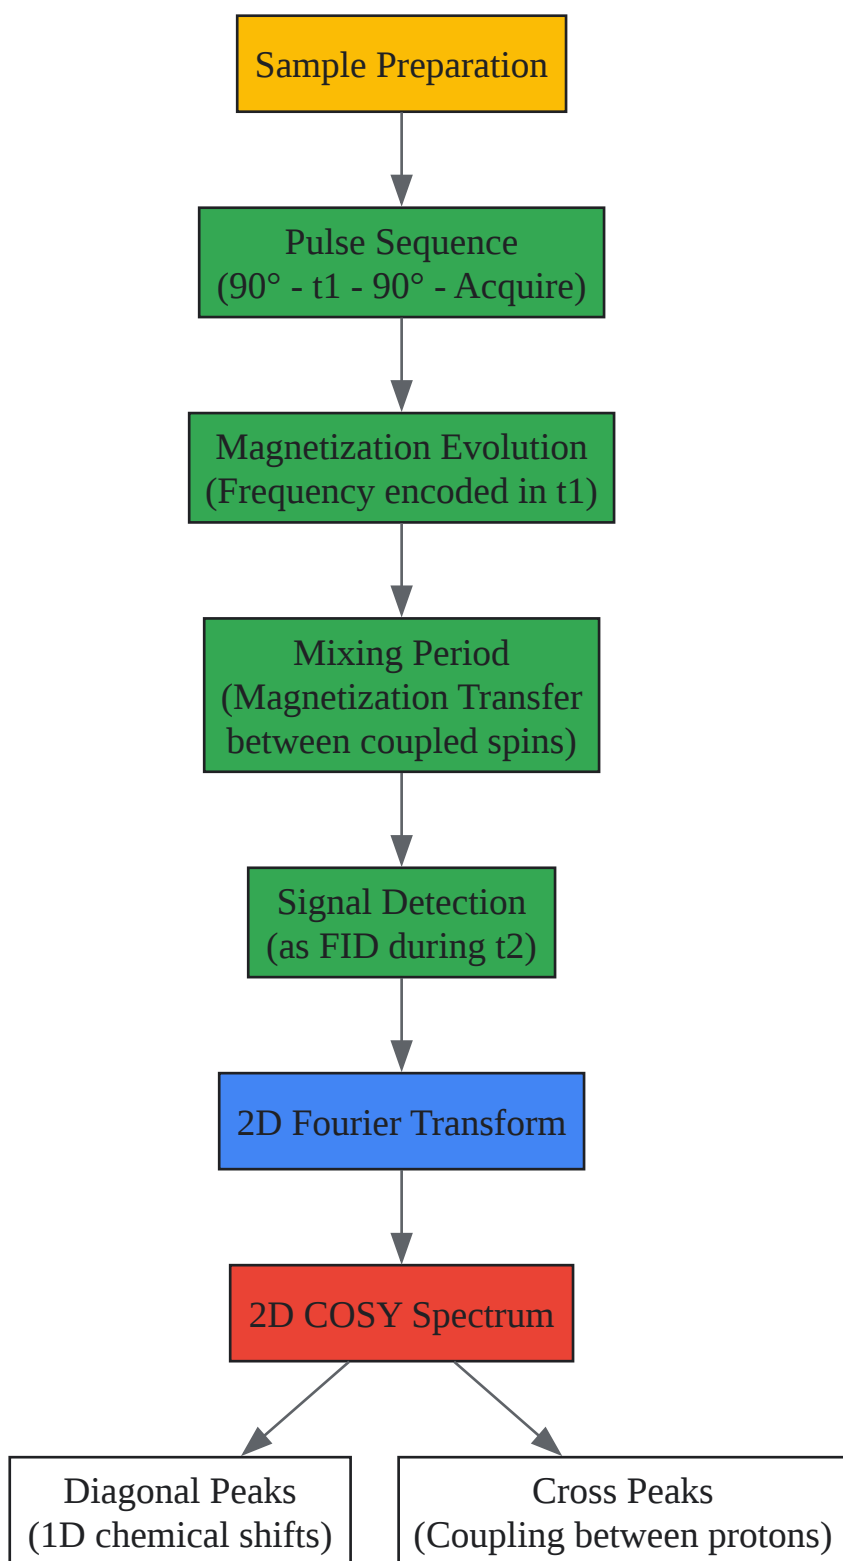 Sample Preparation
Pulse Sequence
(90° - t1 - 90° - Acquire)
Magnetization Evolution
(Frequency encoded in t1)
Mixing Period
(Magnetization Transfer
between coupled spins)
Signal Detection
(as FID during t2)
2D Fourier Transform
2D COSY Spectrum
Diagonal Peaks
(1D chemical shifts)
Cross Peaks
(Coupling between protons)